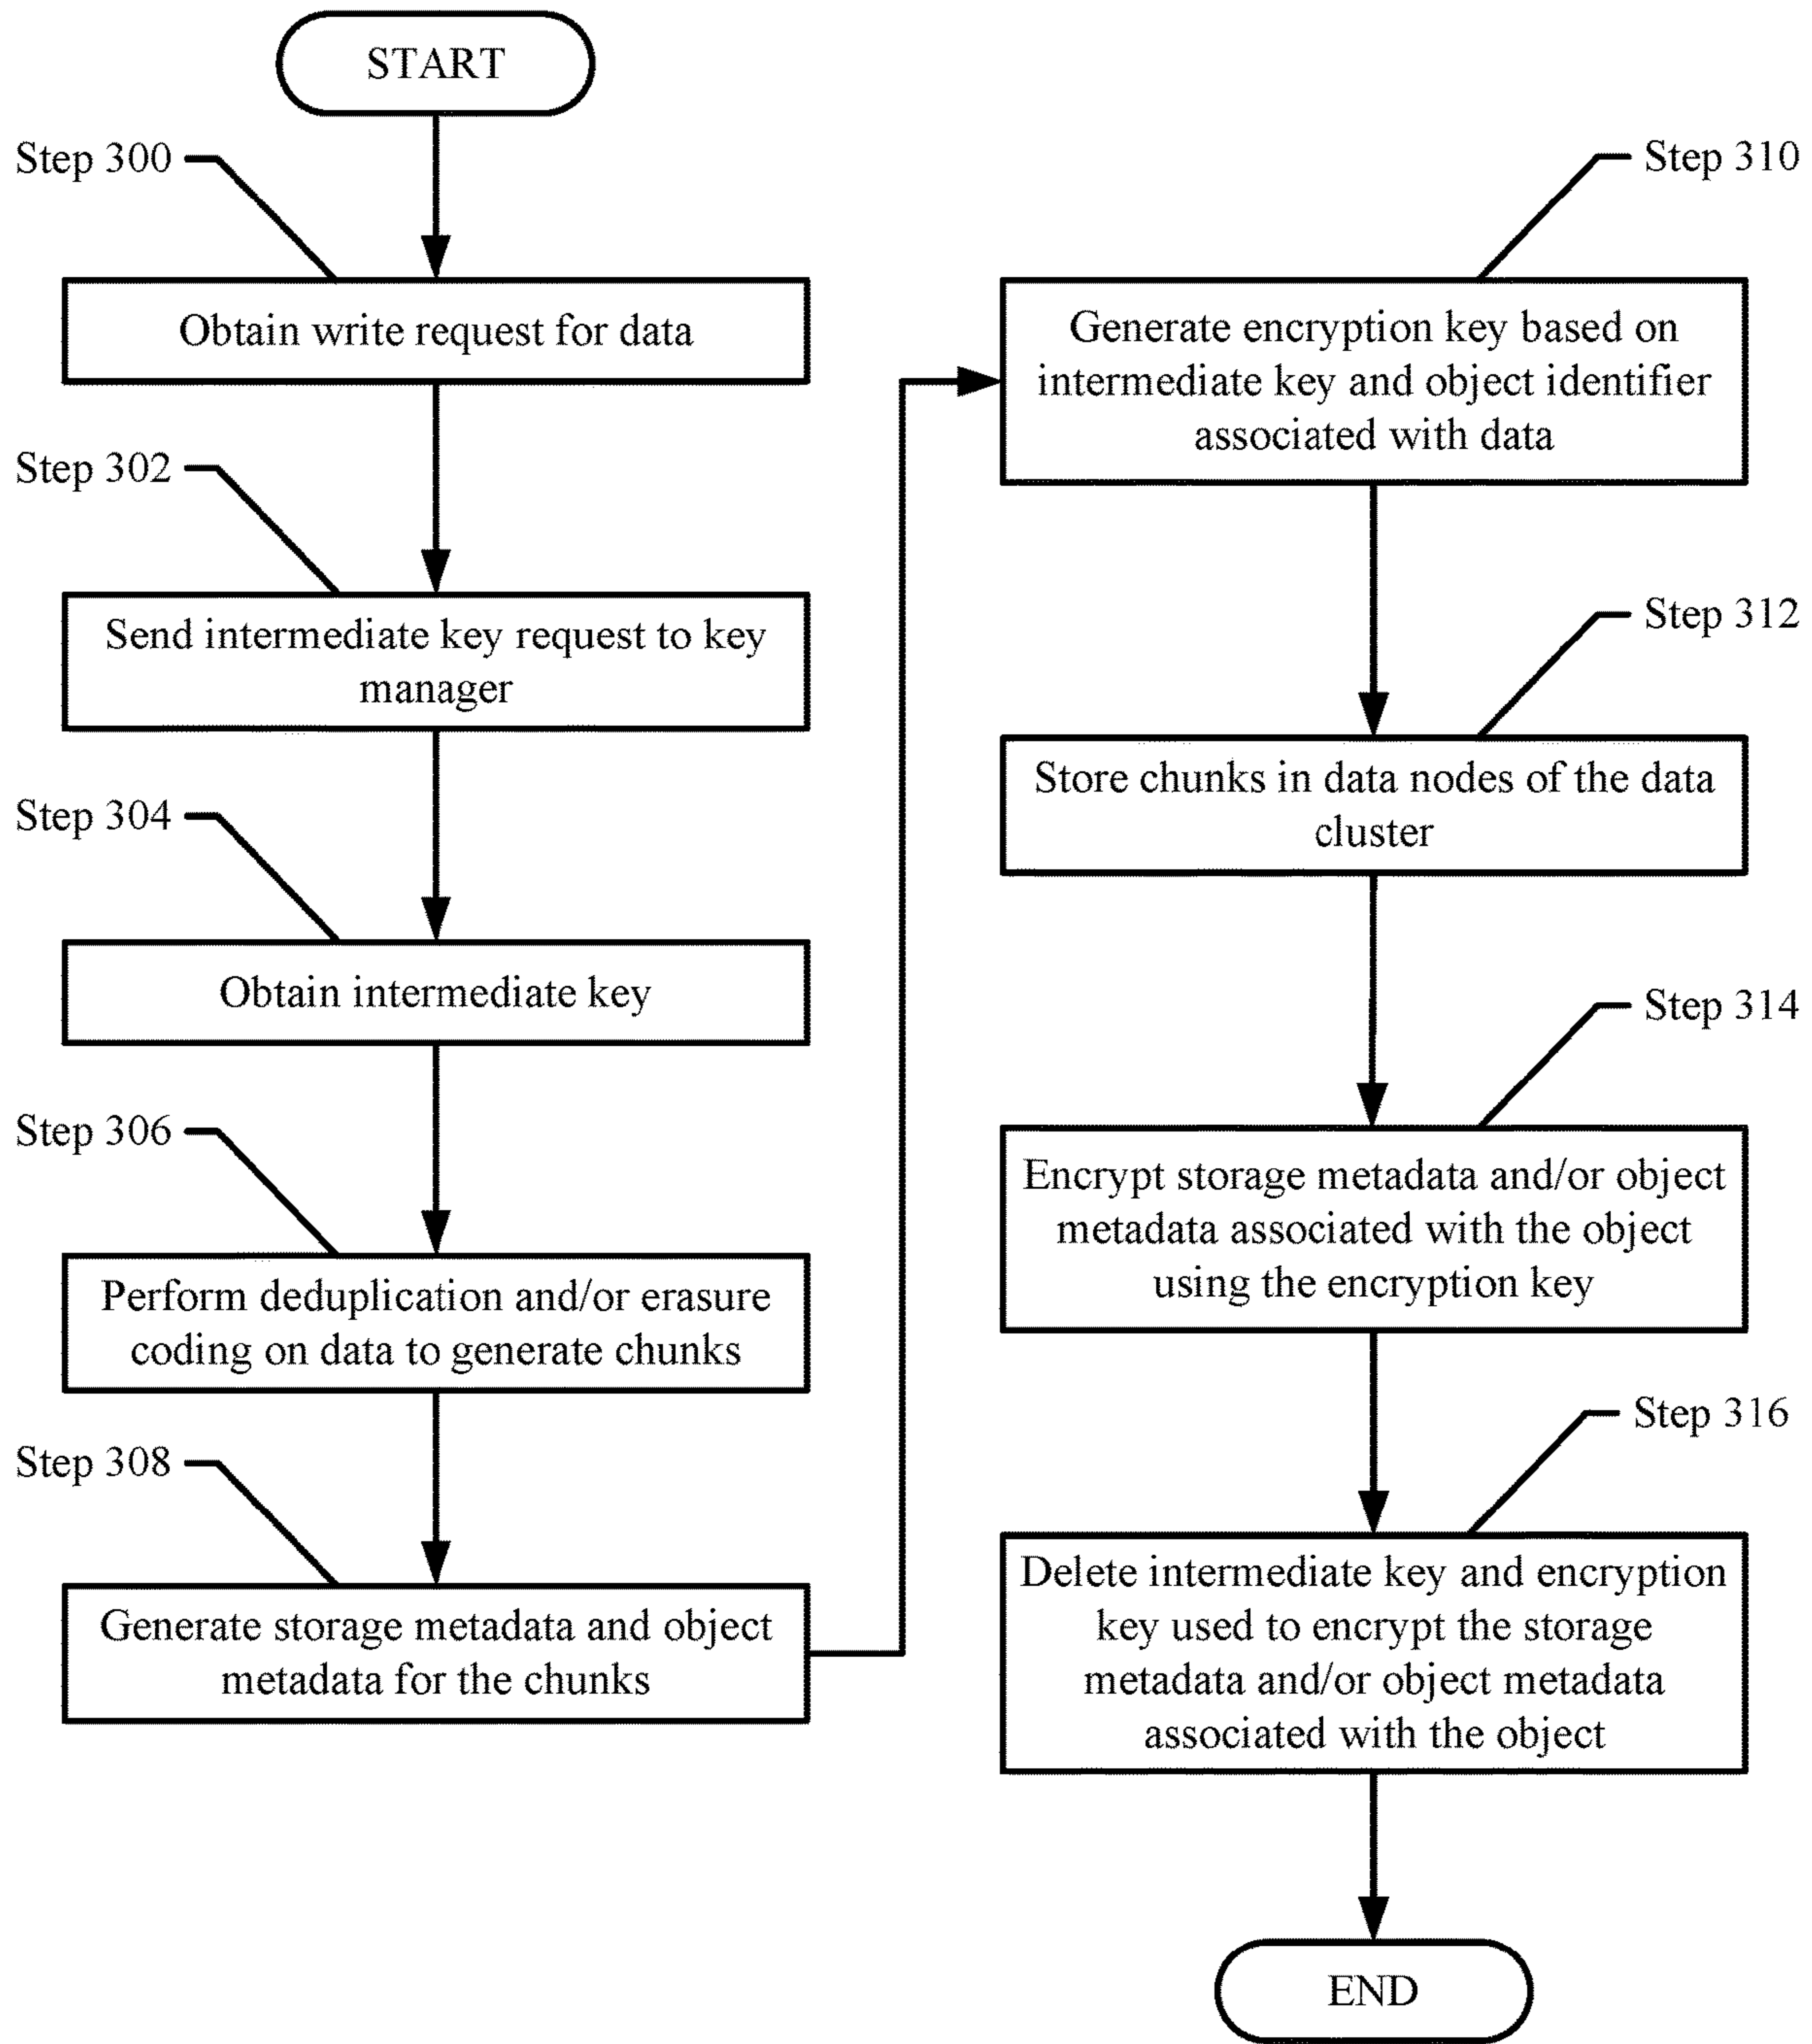 START
Step 300
Obtain write request for data
Step 302
Send intermediate key request to key
manager
Step 304
Obtain intermediate key
Step 306
Perform deduplication and/or erasure
coding on data to generate chunks
Step 308
Generate storage metadata and object
metadata for the chunks
Step 310
Generate encryption key based on
intermediate key and object identifier
associated with data
Step 312
Store chunks in data nodes of the data
cluster
Step 314
Encrypt storage metadata and/or object
metadata associated with the object
using the encryption key
Step 316
Delete intermediate key and encryption
key used to encrypt the storage
metadata and/or object metadata
associated with the object
END